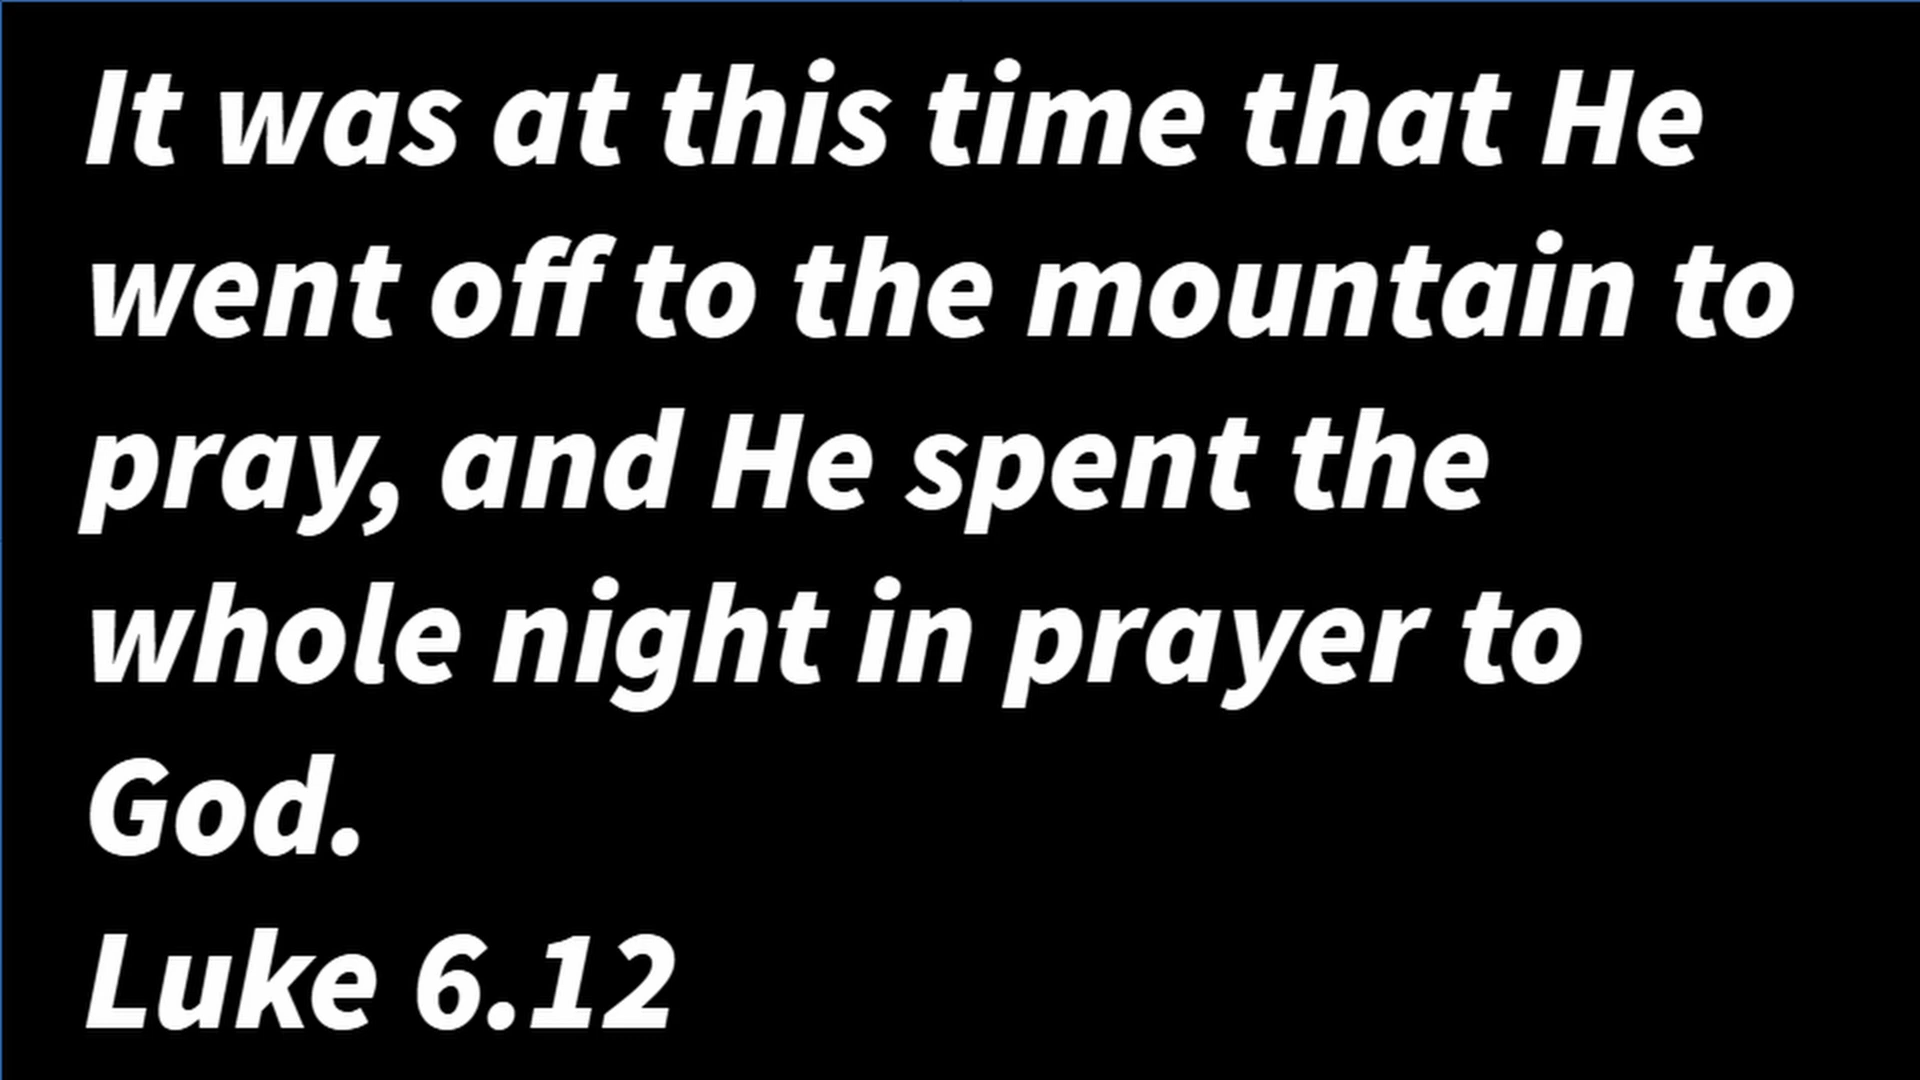 It was at this time that He
went off to the mountain to
pray, and He spent the
whole night in prayer to
God.
Luke 6.12